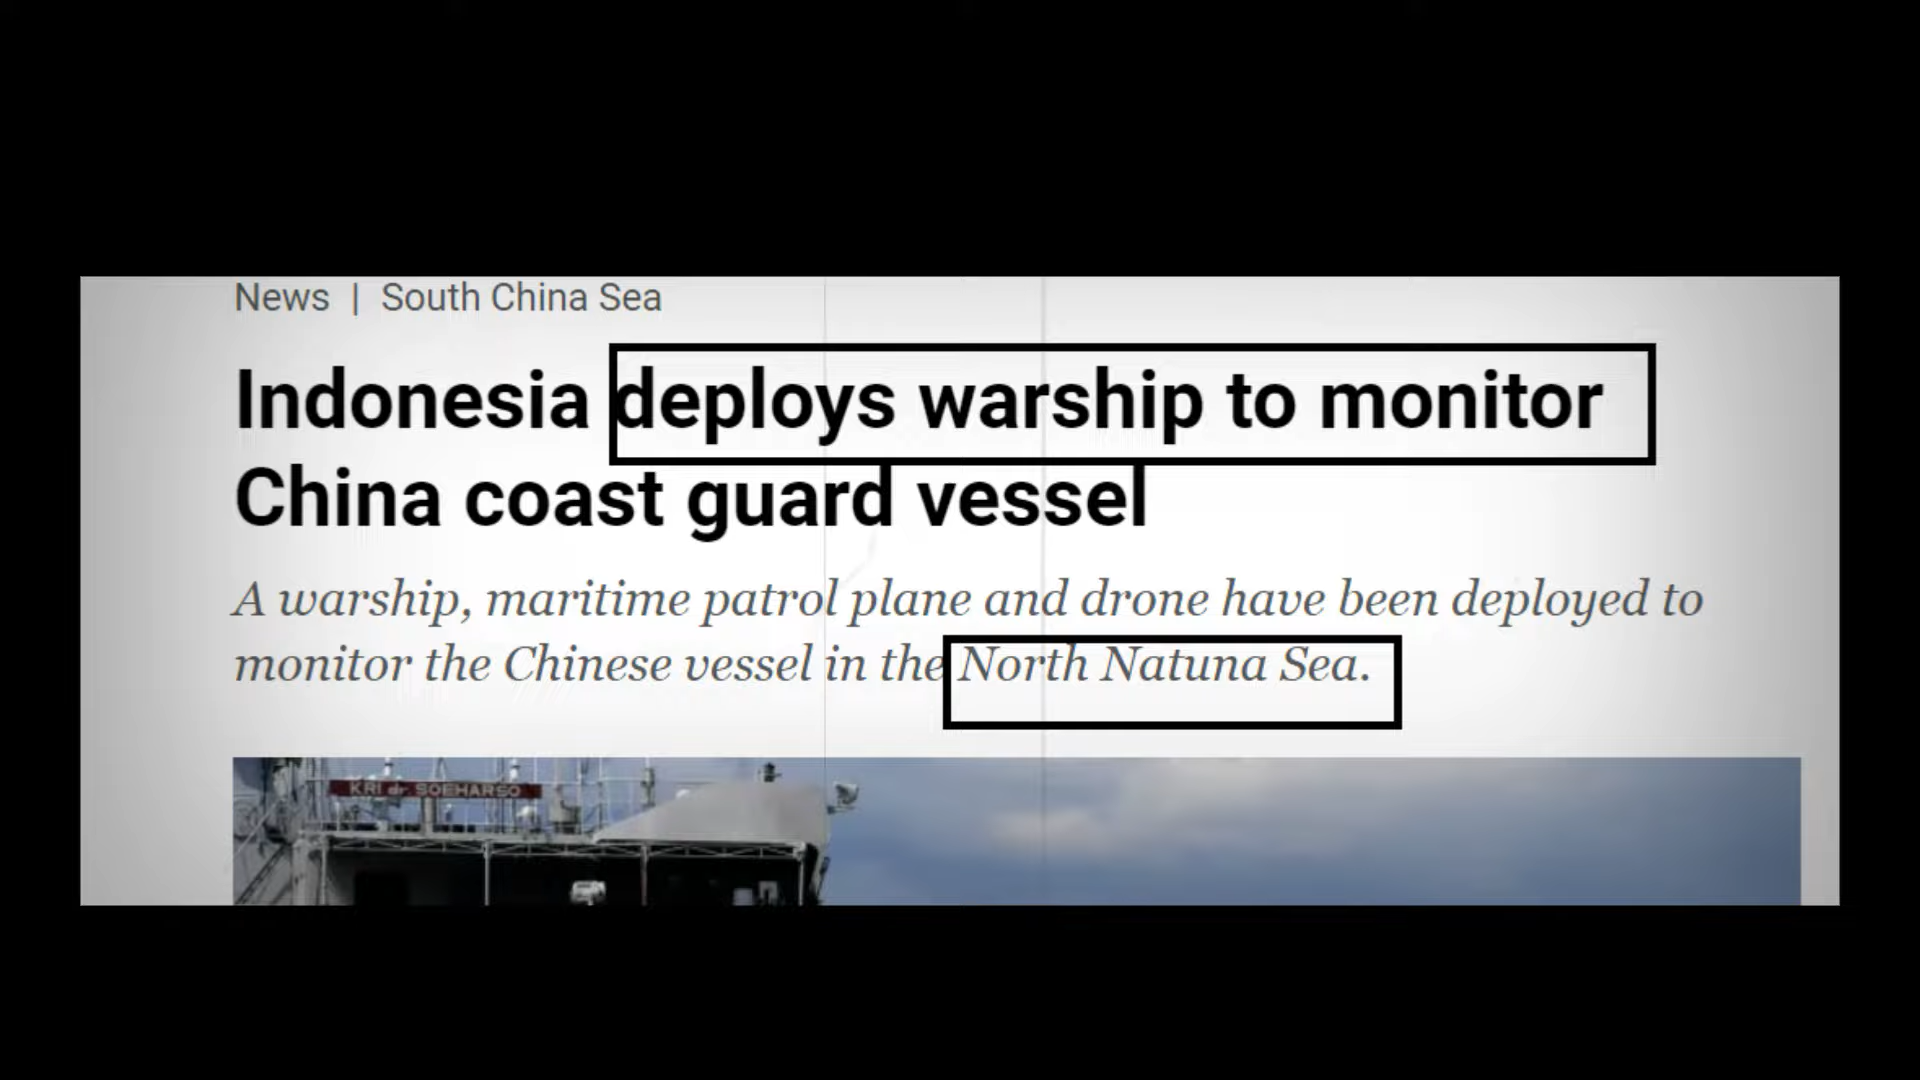 News | South China Sea
Indonesia deploys warship to monitor
China coast guard vessel
A warship, maritime patrol plane and drone have been deployed to
monitor the Chinese vessel in the North Natuna Sea.
KRI dr. SOEHARSO